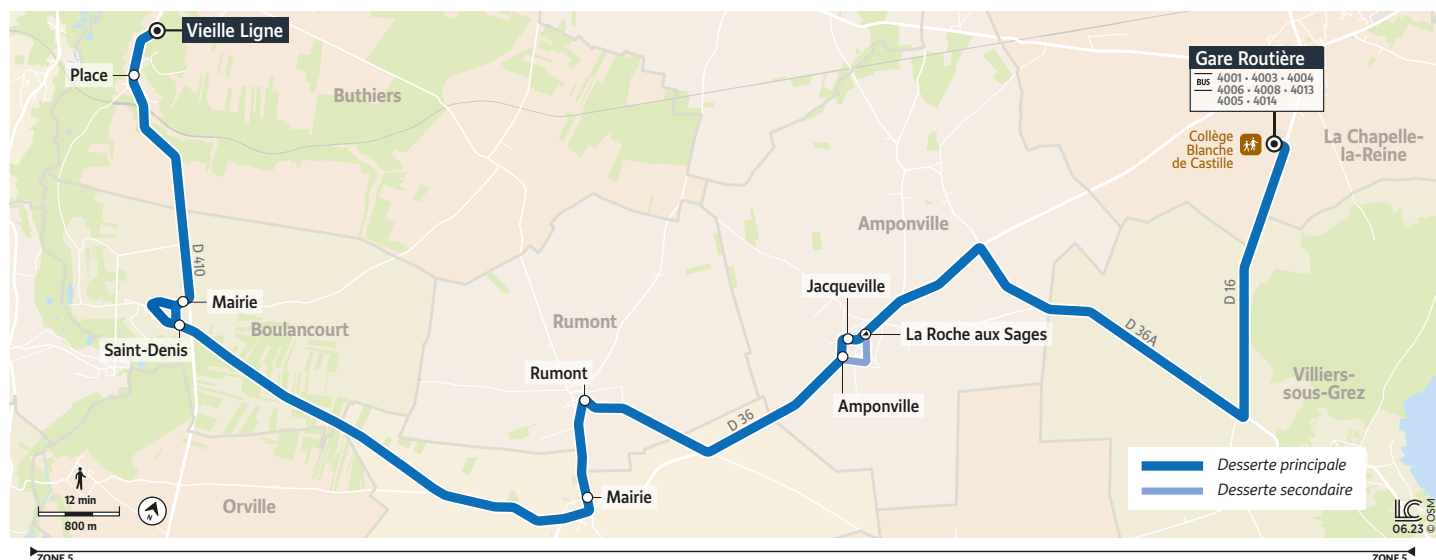 Vieille Ligne
Place
Buthiers
Gare Routière
BUS
4001 • 4003 • 4004
4006 • 4008 • 4013
4005 • 4014
Collège
Blanche
de Castille
La Chapelle-
la-Reine
D 410
Mairie
Saint-Denis
Boulancourt
Rumont
Rumont
Amponville
Jacqueville
La Roche aux Sages
Amponville
D 36
D 36A
D 16
Villiers-
sous-Grez
Mairie
Orville
12 min
800 m
N
Desserte principale
Desserte secondaire
LC
06.23 © OSM
ZONE 5
ZONE 5